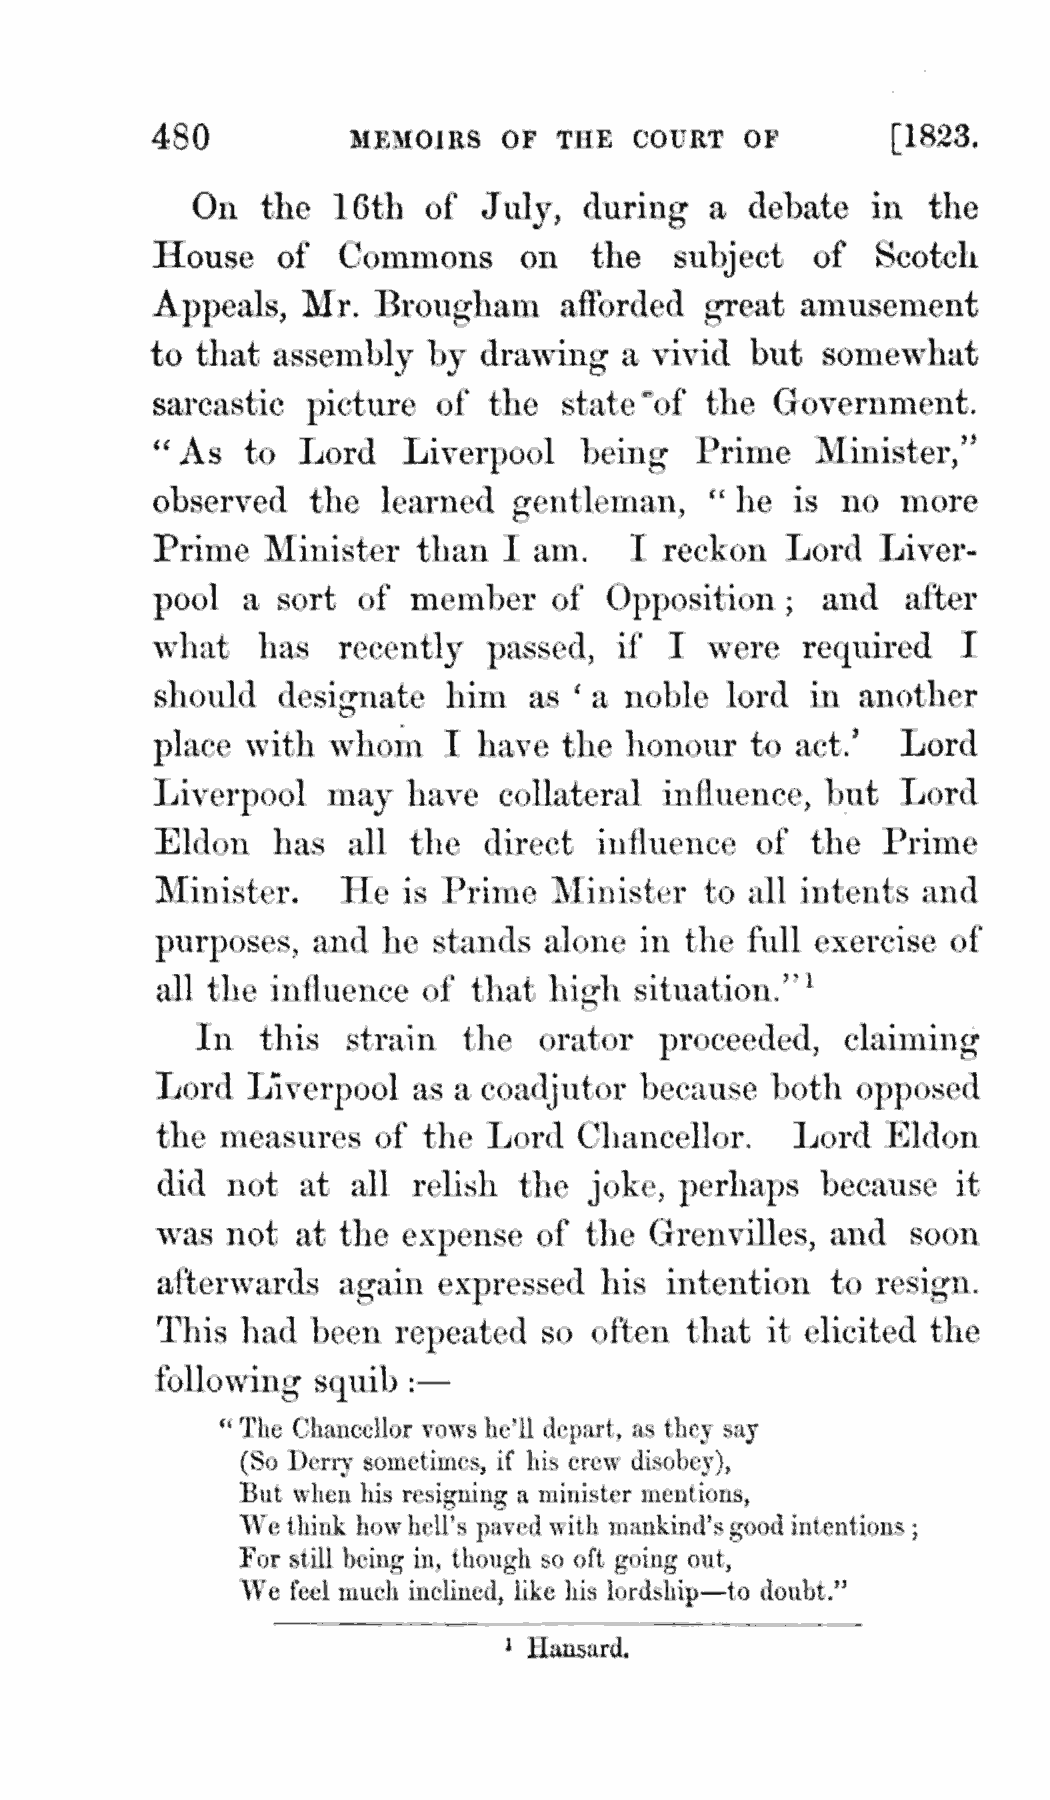 480 MEMOIRS OF THE COURT OF [1823.
On the 16th of July, during a debate in the
House of Commons on the subject of Scotch
Appeals, Mr. Brougham afforded great amusement
to that assembly by drawing a vivid but somewhat
sarcastic picture of the state of the Government.
“As to Lord Liverpool being Prime Minister,”
observed the learned gentleman, “he is no more
Prime Minister than I am. I reckon Lord Liver-
pool a sort of member of Opposition; and after
what has recently passed, if I were required I
should designate him as ‘a noble lord in another
place with whom I have the honour to act.’ Lord
Liverpool may have collateral influence, but Lord
Eldon has all the direct influence of the Prime
Minister. He is Prime Minister to all intents and
purposes, and he stands alone in the full exercise of
all the influence of that high situation.”¹
In this strain the orator proceeded, claiming
Lord Liverpool as a coadjutor because both opposed
the measures of the Lord Chancellor. Lord Eldon
did not at all relish the joke, perhaps because it
was not at the expense of the Grenvilles, and soon
afterwards again expressed his intention to resign.
This had been repeated so often that it elicited the
following squib :—
“The Chancellor vows he’ll depart, as they say
(So Derry sometimes, if his crew disobey),
But when his resigning a minister mentions,
We think how hell’s paved with mankind’s good intentions;
For still being in, though so oft going out,
We feel much inclined, like his lordship—to doubt.”
¹ Hansard.